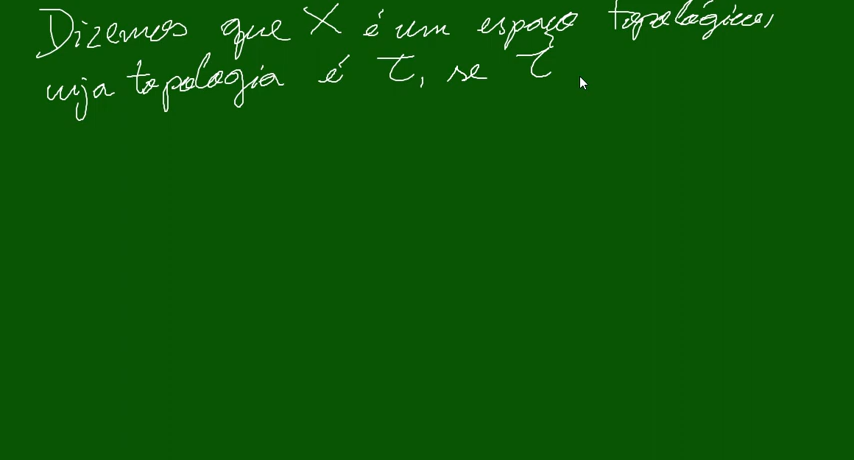 Dizemos que X é um espaço topológico,
cuja topologia é τ, se τ